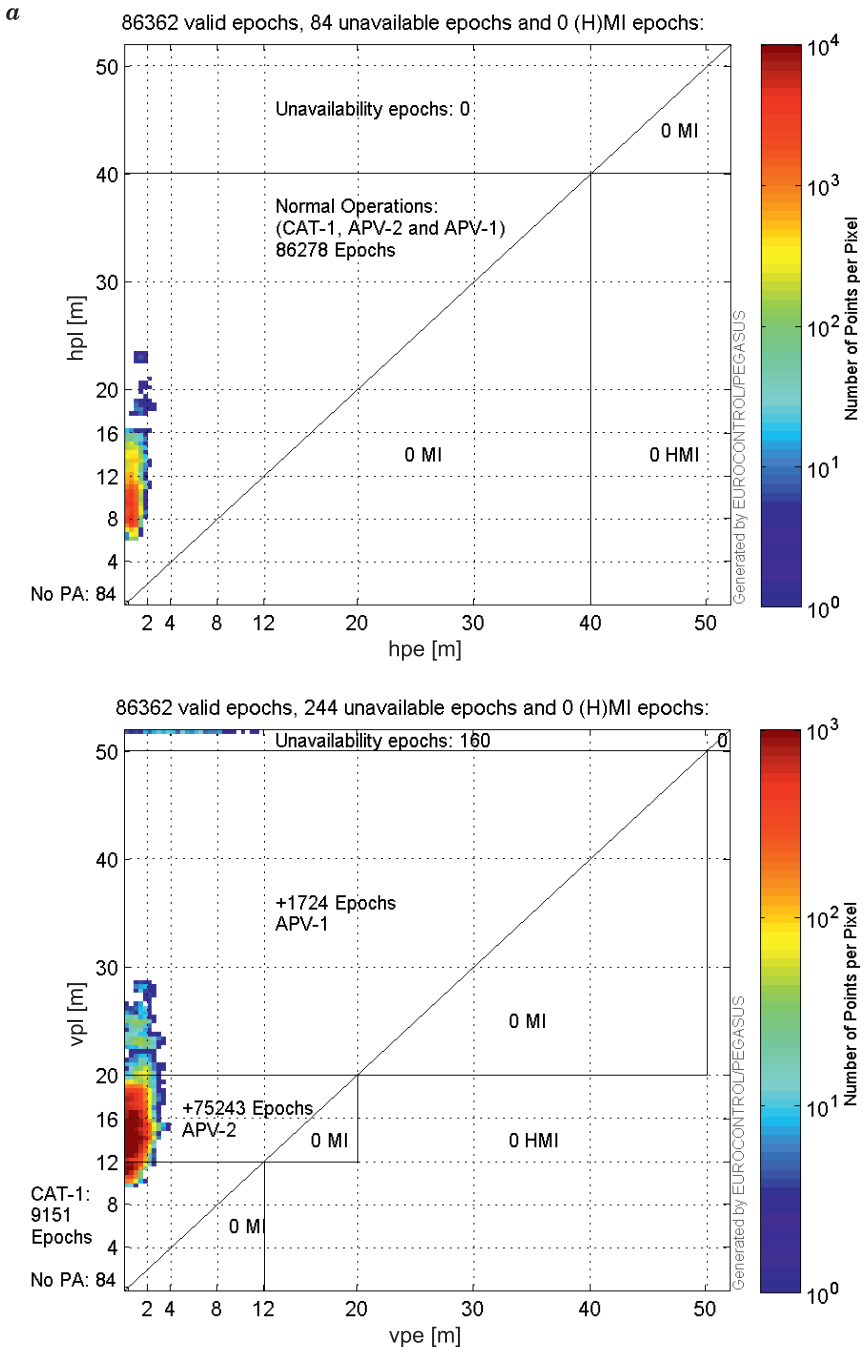 a
86362 valid epochs, 84 unavailable epochs and 0 (H)MI epochs:
50
40
30
20
16
12
8
4
hpl [m]
Unavailability epochs: 0
0 MI
Normal Operations:
(CAT-1, APV-2 and APV-1)
86278 Epochs
0 MI
0 HMI
No PA: 84
2 4 8 12 20 30 40 50
hpe [m]
Generated by EUROCONTROL/PEGASUS
10^4
10^3
10^2
10^1
10^0
Number of Points per Pixel
86362 valid epochs, 244 unavailable epochs and 0 (H)MI epochs:
50
40
30
20
16
12
8
4
vpl [m]
Unavailability epochs: 160
0
+1724 Epochs
APV-1
0 MI
+75243 Epochs
APV-2
0 MI
0 HMI
CAT-1:
9151
Epochs
0 MI
No PA: 84
2 4 8 12 20 30 40 50
vpe [m]
Generated by EUROCONTROL/PEGASUS
10^3
10^2
10^1
10^0
Number of Points per Pixel